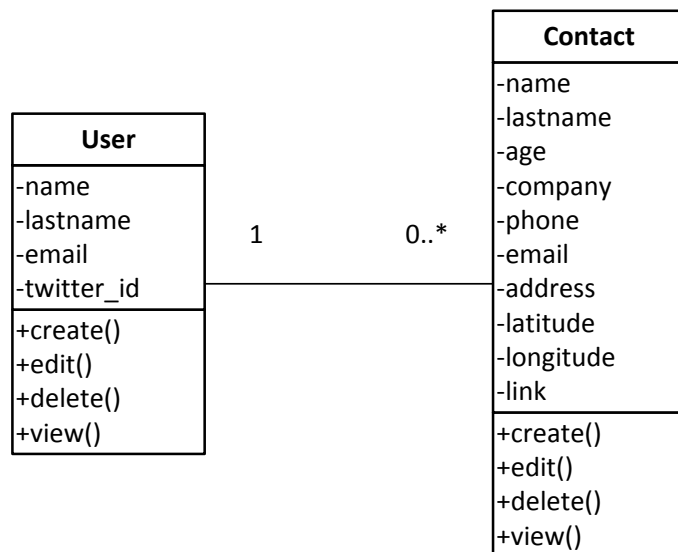 User
-name
-lastname
-email
-twitter_id
+create()
+edit()
+delete()
+view()
1
0..*
Contact
-name
-lastname
-age
-company
-phone
-email
-address
-latitude
-longitude
-link
+create()
+edit()
+delete()
+view()